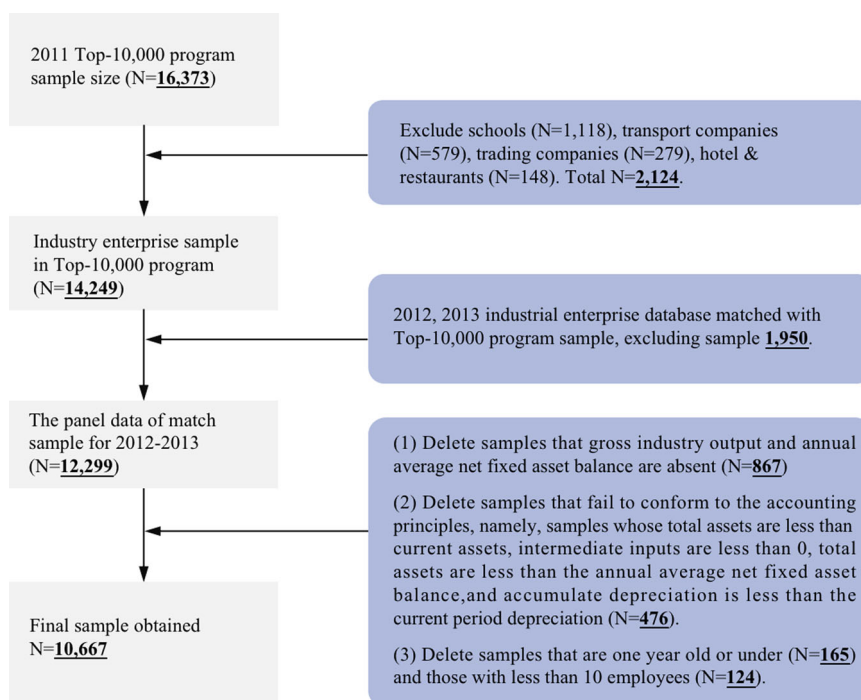 2011 Top-10,000 program
sample size (N=16,373)
Exclude schools (N=1,118), transport companies
(N=579), trading companies (N=279), hotel &
restaurants (N=148). Total N=2,124.
Industry enterprise sample
in Top-10,000 program
(N=14,249)
2012, 2013 industrial enterprise database matched with
Top-10,000 program sample, excluding sample 1,950.
The panel data of match
sample for 2012-2013
(N=12,299)
(1) Delete samples that gross industry output and annual
average net fixed asset balance are absent (N=867)
(2) Delete samples that fail to conform to the accounting
principles, namely, samples whose total assets are less than
current assets, intermediate inputs are less than 0, total
assets are less than the annual average net fixed asset
balance,and accumulate depreciation is less than the
current period depreciation (N=476).
(3) Delete samples that are one year old or under (N=165)
and those with less than 10 employees (N=124).
Final sample obtained
N=10,667